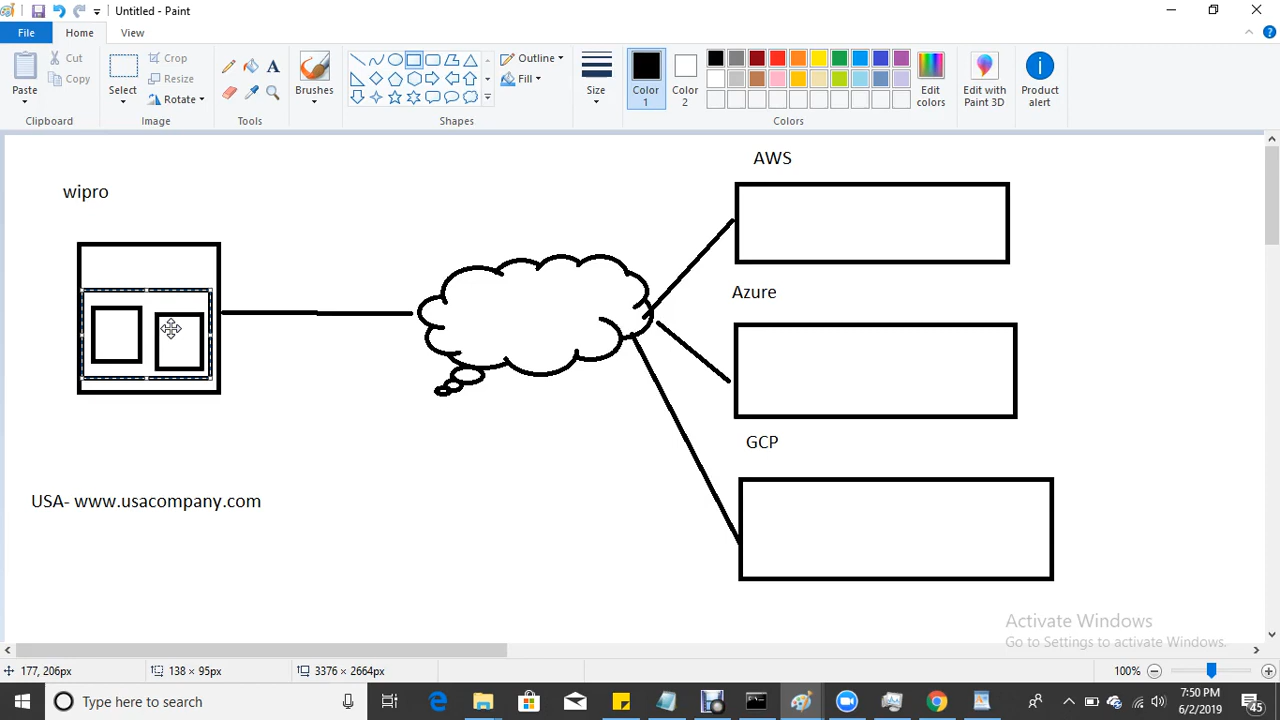 Untitled - Paint
File
Home
View
Paste
Cut
Copy
Clipboard
Select
Crop
Resize
Rotate
Image
A
Tools
Brushes
Shapes
Outline
Fill
Size
Color 1
Color 2
Colors
Edit colors
Edit with Paint 3D
Product alert
AWS
wipro
Azure
GCP
USA- www.usacompany.com
Activate Windows
Go to Settings to activate Windows.
177, 206px
138 × 95px
3376 × 2664px
100%
Type here to search
7:50 PM
6/2/2019
45